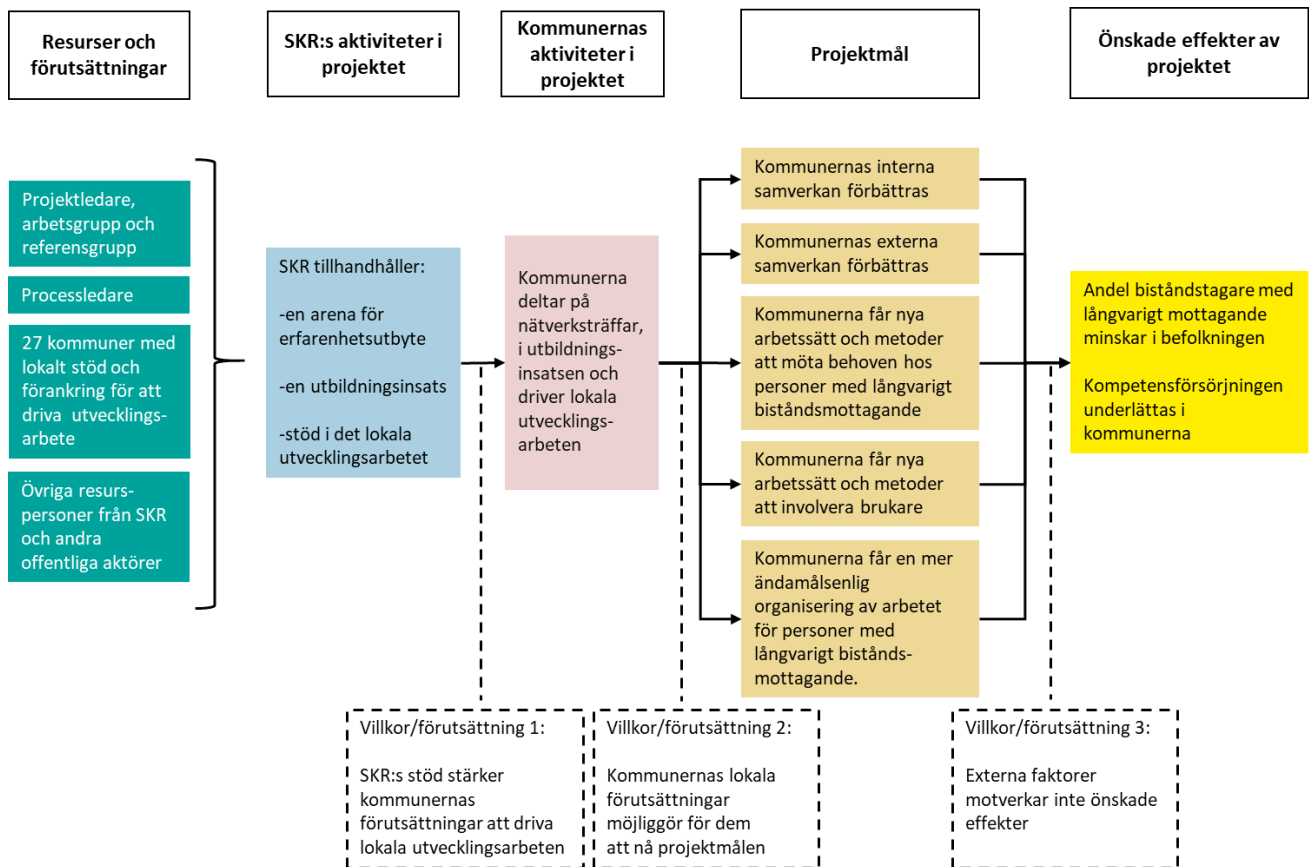 Resurser och
förutsättningar
SKR:s aktiviteter i
projektet
Kommunernas
aktiviteter i
projektet
Projektmål
Önskade effekter av
projektet
Projektledare,
arbetsgrupp och
referensgrupp
Processledare
27 kommuner med
lokalt stöd och
förankring för att
driva utvecklings-
arbete
Övriga resurs-
personer från SKR
och andra
offentliga aktörer
SKR tillhandhåller:
-en arena för
erfarenhetsutbyte
-en utbildningsinsats
-stöd i det lokala
utvecklingsarbetet
Kommunerna
deltar på
nätverksträffar,
i utbildnings-
insatsen och
driver lokala
utvecklings-
arbeten
Kommunernas interna
samverkan förbättras
Kommunernas externa
samverkan förbättras
Kommunerna får nya
arbetssätt och metoder
att möta behoven hos
personer med långvarigt
biståndsmottagande
Kommunerna får nya
arbetssätt och metoder
att involvera brukare
Kommunerna får en mer
ändamålsenlig
organisering av arbetet
för personer med
långvarigt bistånds-
mottagande.
Andel biståndstagare med
långvarigt mottagande
minskar i befolkningen
Kompetensförsörjningen
underlättas i
kommunerna
Villkor/förutsättning 1:
SKR:s stöd stärker
kommunernas
förutsättningar att driva
lokala utvecklingsarbeten
Villkor/förutsättning 2:
Kommunernas lokala
förutsättningar
möjliggör för dem
att nå projektmålen
Villkor/förutsättning 3:
Externa faktorer
motverkar inte önskade
effekter